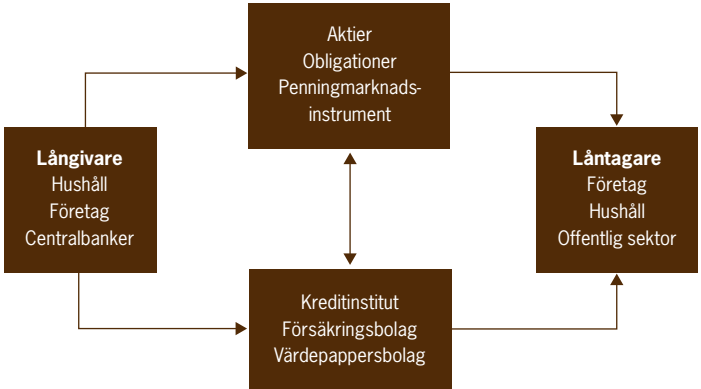 Aktier
Obligationer
Penningmarknads-
instrument
Långivare
Hushåll
Företag
Centralbanker
Låntagare
Företag
Hushåll
Offentlig sektor
Kreditinstitut
Försäkringsbolag
Värdepappersbolag